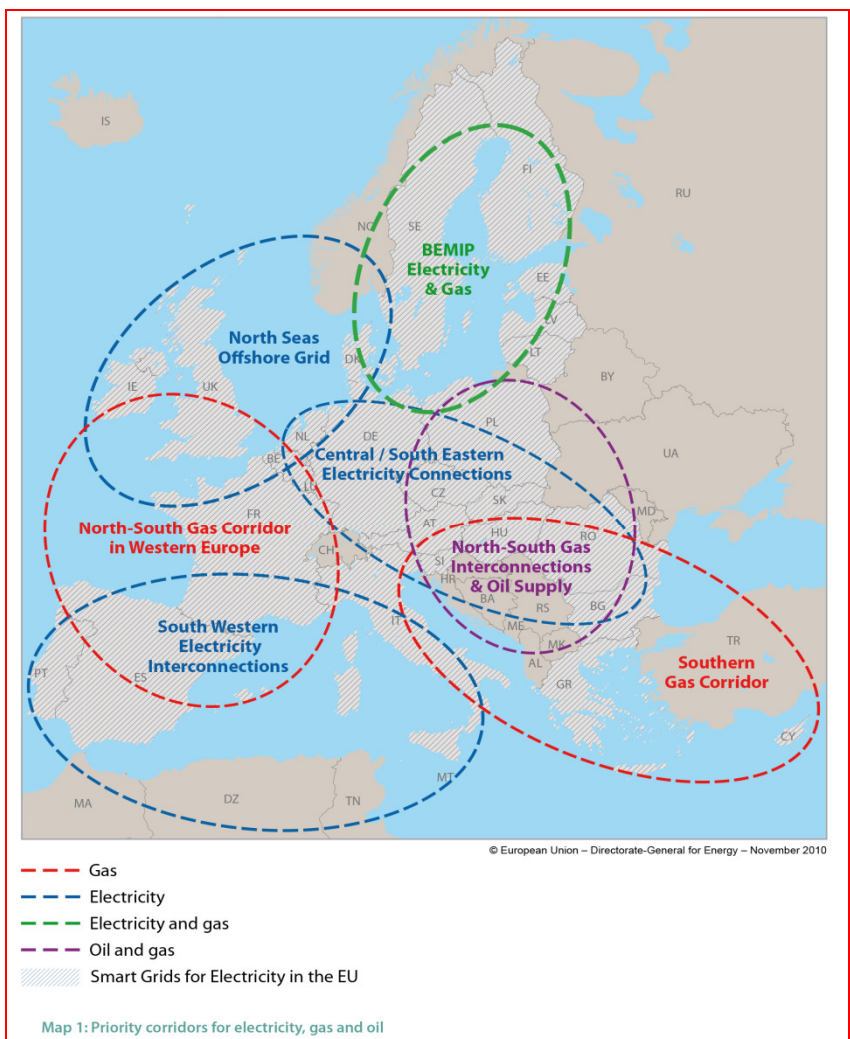 IS
RU
FI
NO
SE
BEMIP
Electricity
& Gas
EE
LV
LT
North Seas
Offshore Grid
DK
BY
IE
UK
PL
NL
DE
UA
BE
Central / South Eastern
Electricity Connections
LU
CZ
SK
MD
FR
AT
North-South Gas Corridor
in Western Europe
HU
RO
CH
North-South Gas
Interconnections
& Oil Supply
SI
HR
BA
RS
BG
South Western
Electricity
Interconnections
IT
ME
MK
TR
AL
Southern
Gas Corridor
PT
ES
GR
CY
MT
MA
DZ
TN
© European Union – Directorate-General for Energy – November 2010
Gas
Electricity
Electricity and gas
Oil and gas
Smart Grids for Electricity in the EU
Map 1: Priority corridors for electricity, gas and oil